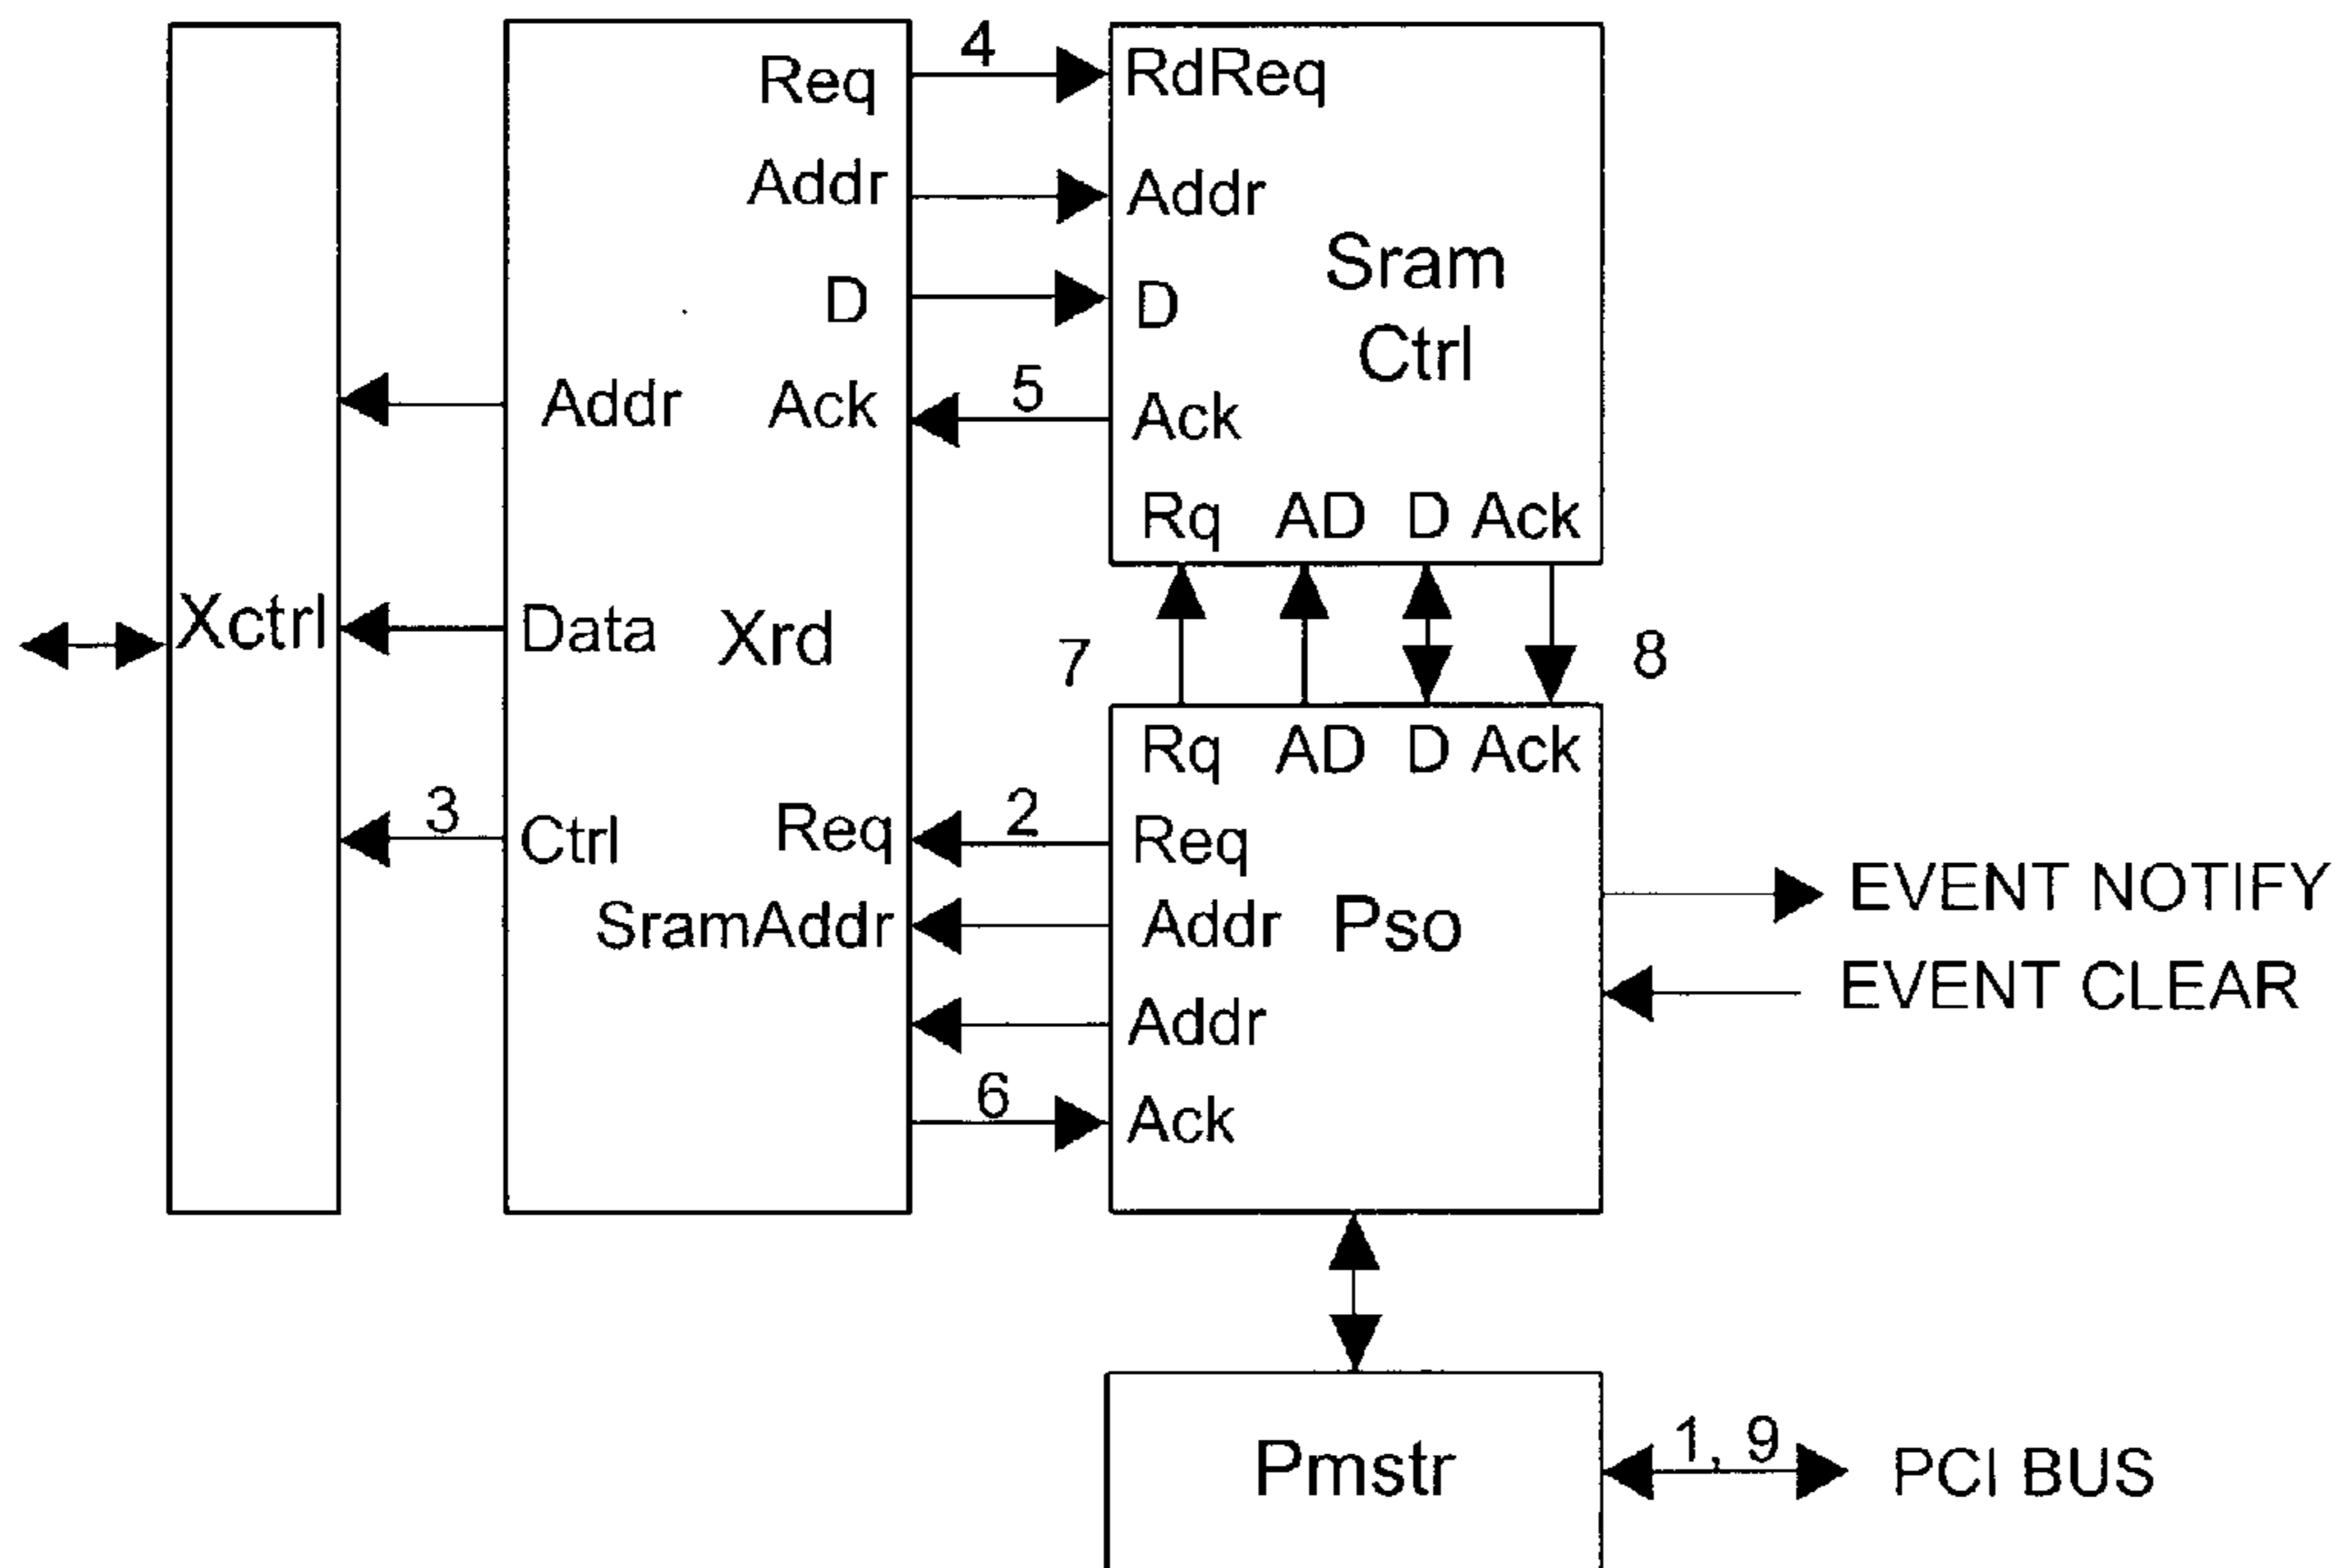 4
Req RdReq
Addr Addr
Sram
D D
Ctrl
5
Addr Ack Ack
Rq AD D Ack
Xctrl Data Xrd
7 8
Rq AD D Ack
3 2
Ctrl Req Req
EVENT NOTIFY
SramAddr Addr Pso
EVENT CLEAR
Addr
6
Ack
1, 9
Pmstr PCI BUS